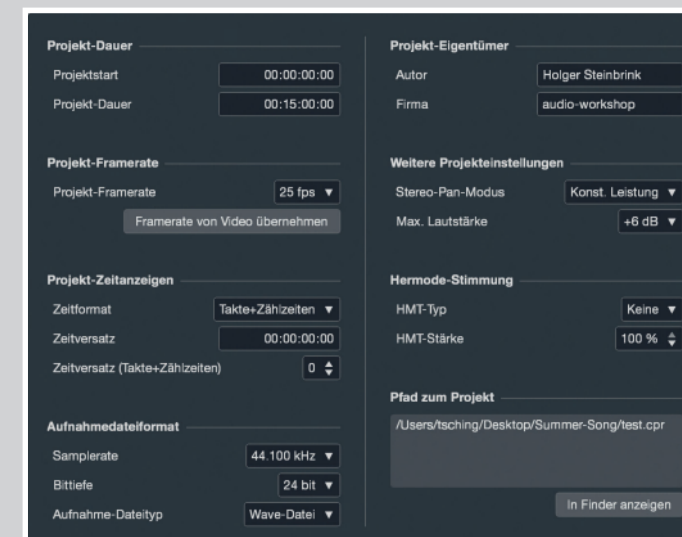 Projekt-Dauer
Projektstart 00:00:00:00
Projekt-Dauer 00:15:00:00
Projekt-Framerate
Projekt-Framerate 25 fps
Framerate von Video übernehmen
Projekt-Zeitanzeigen
Zeitformat Takte+Zählzeiten
Zeitversatz 00:00:00:00
Zeitversatz (Takte+Zählzeiten) 0
Aufnahmedateiformat
Samplerate 44.100 kHz
Bittiefe 24 bit
Aufnahme-Dateityp Wave-Datei
Projekt-Eigentümer
Autor Holger Steinbrink
Firma audio-workshop
Weitere Projekteinstellungen
Stereo-Pan-Modus Konst. Leistung
Max. Lautstärke +6 dB
Hermode-Stimmung
HMT-Typ Keine
HMT-Stärke 100 %
Pfad zum Projekt
/Users/tsching/Desktop/Summer-Song/test.cpr
In Finder anzeigen